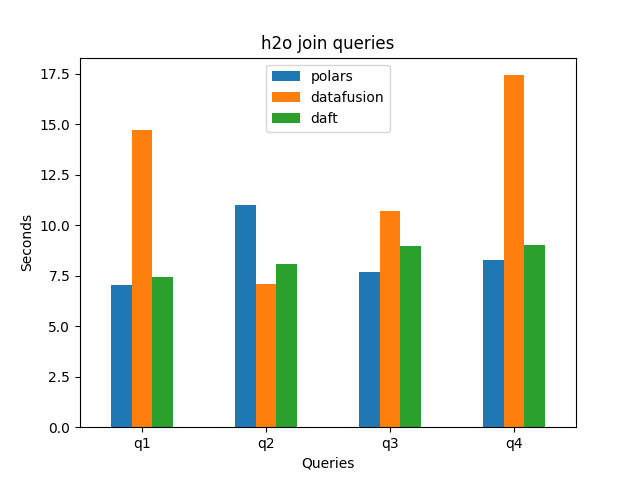 h2o join queries
polars
datafusion
daft
17.5
15.0
12.5
10.0
7.5
5.0
2.5
0.0
Seconds
q1 q2 q3 q4
Queries